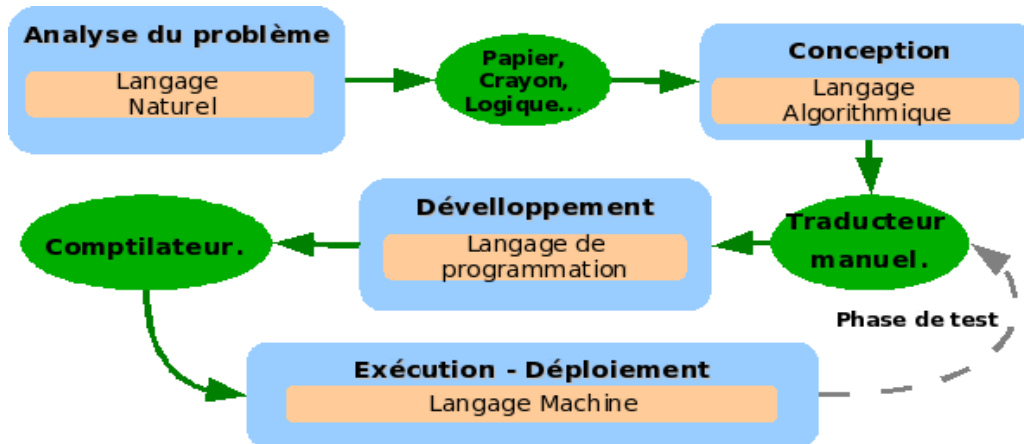 Analyse du problème
Langage
Naturel
Papier,
Crayon,
Logique...
Conception
Langage
Algorithmique
Traducteur
manuel.
Dévelloppement
Langage de
programmation
Comptilateur.
Phase de test
Exécution - Déploiement
Langage Machine